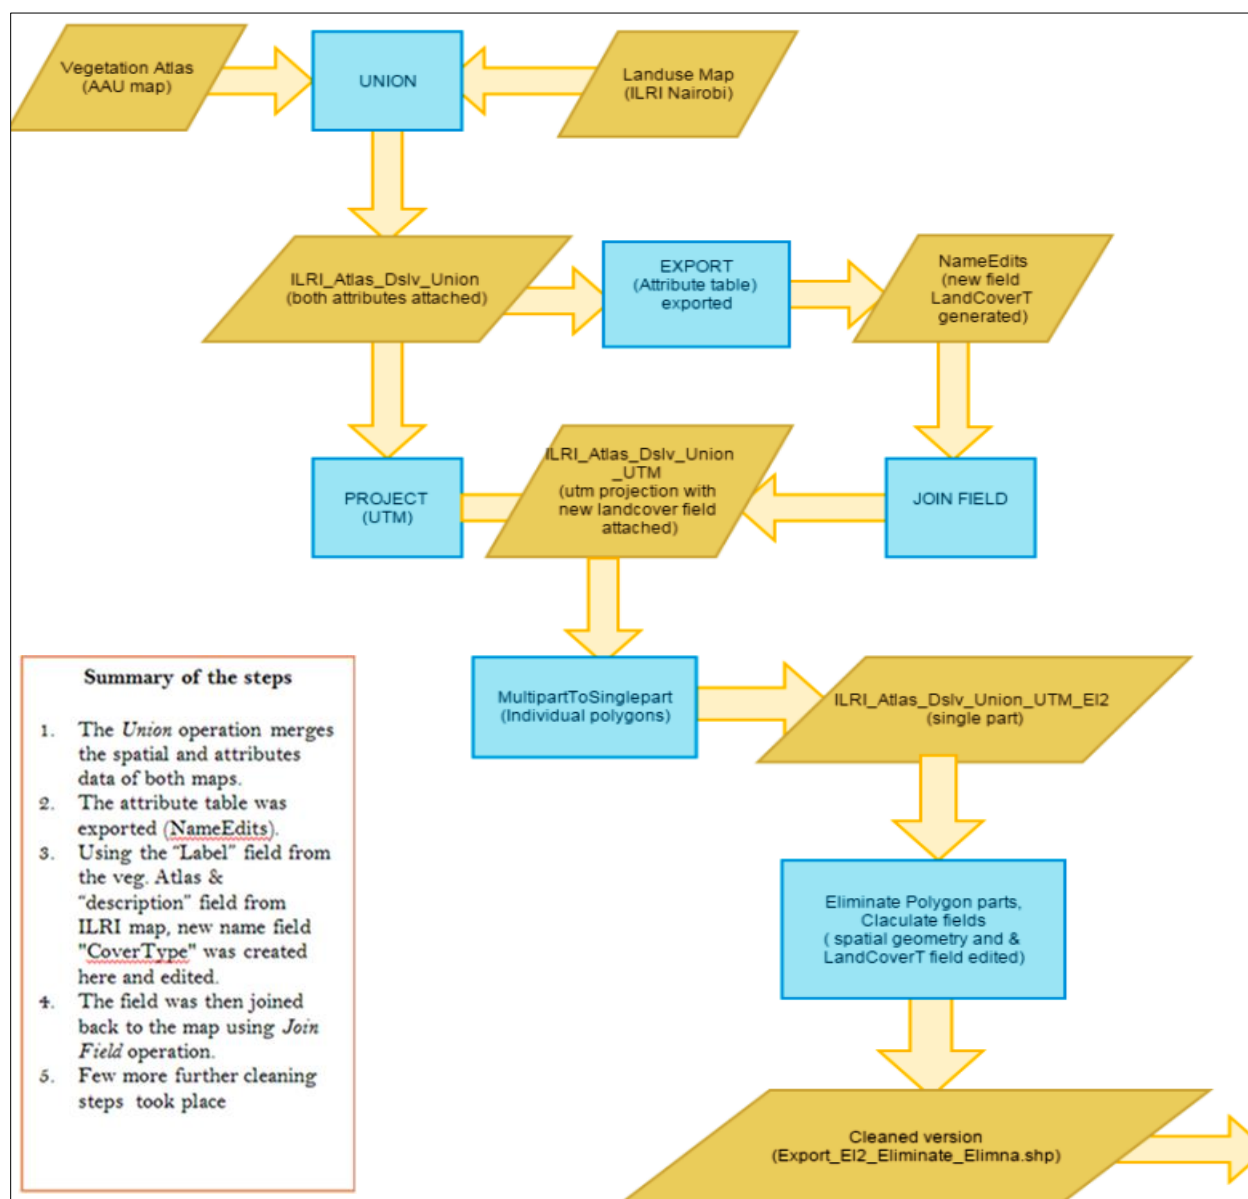 Vegetation Atlas
(AAU map)
UNION
Landuse Map
(ILRI Nairobi)
ILRI_Atlas_Dslv_Union
(both attributes attached)
EXPORT
(Attribute table)
exported
NameEdits
(new field
LandCoverT
generated)
PROJECT
(UTM)
ILRI_Atlas_Dslv_Union
_UTM
(utm projection with
new landcover field
attached)
JOIN FIELD
MultipartToSinglepart
(Individual polygons)
ILRI_Atlas_Dslv_Union_UTM_El2
(single part)
Eliminate Polygon parts,
Claculate fields
( spatial geometry and &
LandCoverT field edited)
Cleaned version
(Export_El2_Eliminate_Elimna.shp)
Summary of the steps
1. The Union operation merges
the spatial and attributes
data of both maps.
2. The attribute table was
exported (NameEdits).
3. Using the “Label” field from
the veg. Atlas &
“description” field from
ILRI map, new name field
"CoverType" was created
here and edited.
4. The field was then joined
back to the map using Join
Field operation.
5. Few more further cleaning
steps took place